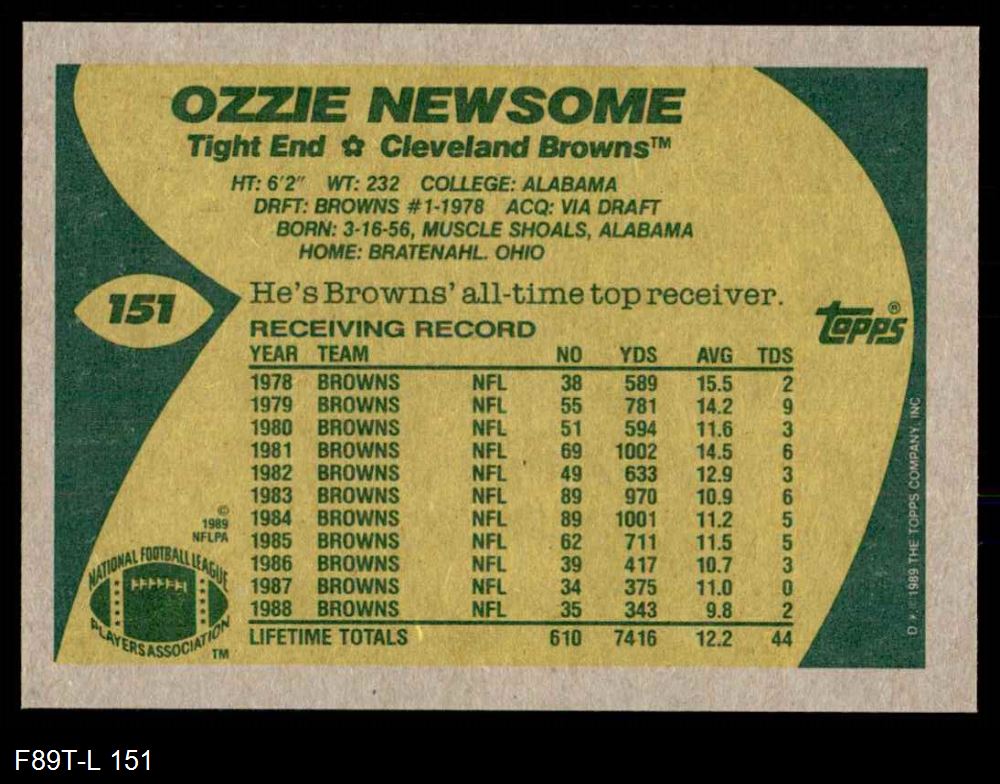 OZZIE NEWSOME
Tight End ✿ Cleveland Browns™
HT: 6'2" WT: 232 COLLEGE: ALABAMA
DRFT: BROWNS #1-1978 ACQ: VIA DRAFT
BORN: 3-16-56, MUSCLE SHOALS, ALABAMA
HOME: BRATENAHL. OHIO
151
He's Browns' all-time top receiver.
topps®
RECEIVING RECORD
YEAR TEAM NO YDS AVG TDS
1978 BROWNS NFL 38 589 15.5 2
1979 BROWNS NFL 55 781 14.2 9
1980 BROWNS NFL 51 594 11.6 3
1981 BROWNS NFL 69 1002 14.5 6
1982 BROWNS NFL 49 633 12.9 3
1983 BROWNS NFL 89 970 10.9 6
1984 BROWNS NFL 89 1001 11.2 5
1985 BROWNS NFL 62 711 11.5 5
1986 BROWNS NFL 39 417 10.7 3
1987 BROWNS NFL 34 375 11.0 0
1988 BROWNS NFL 35 343 9.8 2
LIFETIME TOTALS 610 7416 12.2 44
©
1989
NFLPA
NATIONAL FOOTBALL LEAGUE
PLAYERS ASSOCIATION
TM
D* 1989 THE TOPPS COMPANY, INC
F89T-L 151